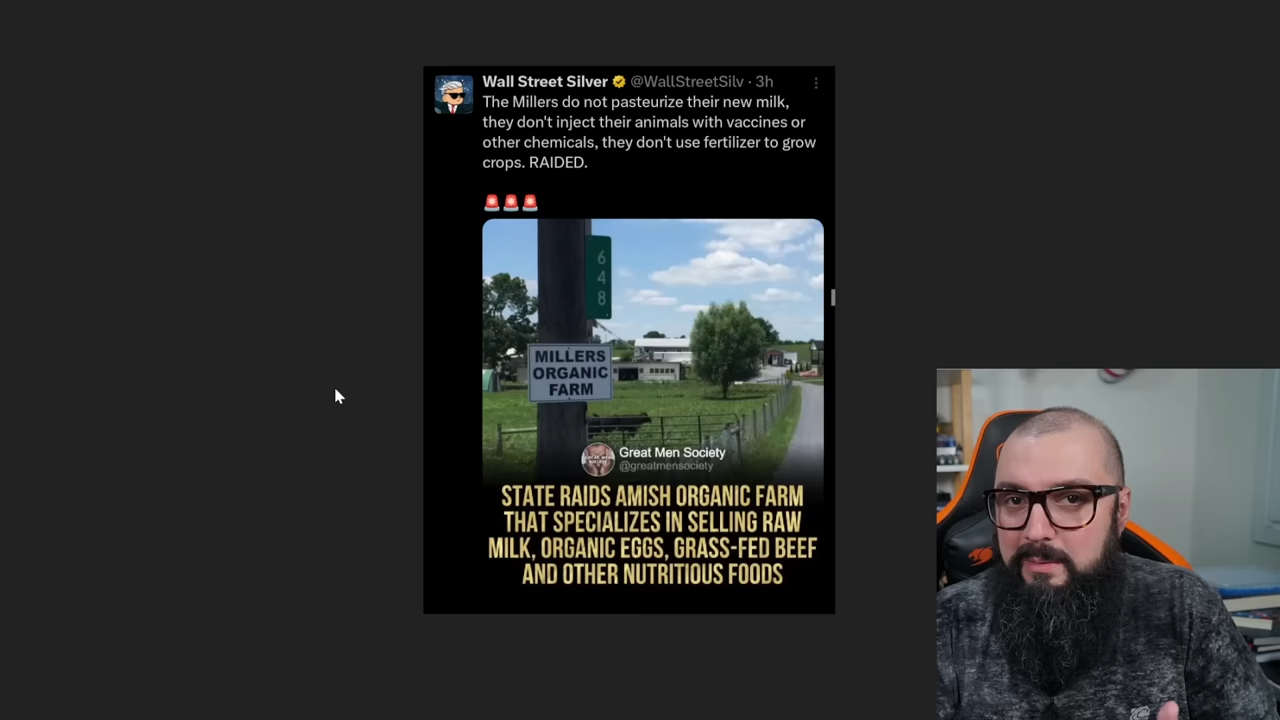 Wall Street Silver @WallStreetSilv · 3h
The Millers do not pasteurize their new milk,
they don't inject their animals with vaccines or
other chemicals, they don't use fertilizer to grow
crops. RAIDED.
🚨🚨🚨
6
4
8
MILLERS
ORGANIC
FARM
Great Men Society
@greatmensociety
STATE RAIDS AMISH ORGANIC FARM
THAT SPECIALIZES IN SELLING RAW
MILK, ORGANIC EGGS, GRASS-FED BEEF
AND OTHER NUTRITIOUS FOODS